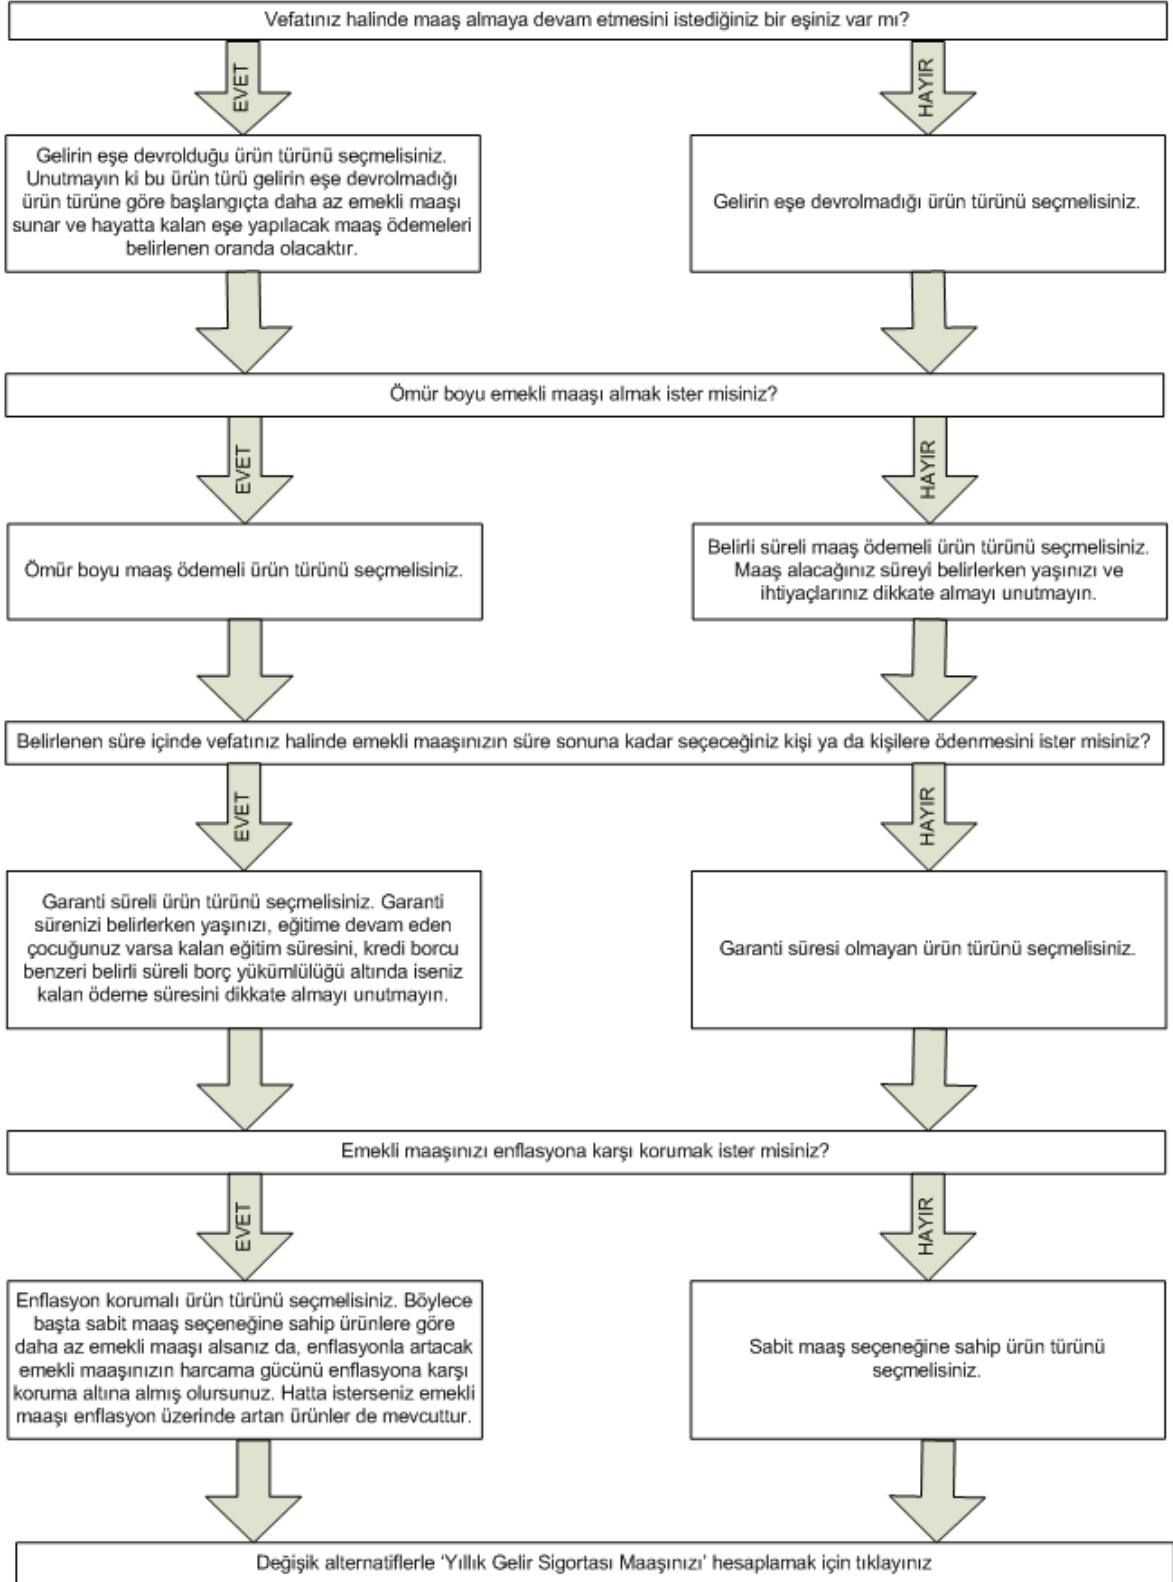 Vefatınız halinde maaş almaya devam etmesini istediğiniz bir eşiniz var mı?
EVET
HAYIR
Gelirin eşe devrolduğu ürün türünü seçmelisiniz.
Unutmayın ki bu ürün türü gelirin eşe devrolmadığı
ürün türüne göre başlangıçta daha az emekli maaşı
sunar ve hayatta kalan eşe yapılacak maaş ödemeleri
belirlenen oranda olacaktır.
Gelirin eşe devrolmadığı ürün türünü seçmelisiniz.
Ömür boyu emekli maaşı almak ister misiniz?
EVET
HAYIR
Ömür boyu maaş ödemeli ürün türünü seçmelisiniz.
Belirli süreli maaş ödemeli ürün türünü seçmelisiniz.
Maaş alacağınız süreyi belirlerken yaşınızı ve
ihtiyaçlarınız dikkate almayı unutmayın.
Belirlenen süre içinde vefatınız halinde emekli maaşınızın süre sonuna kadar seçeceğiniz kişi ya da kişilere ödenmesini ister misiniz?
EVET
HAYIR
Garanti süreli ürün türünü seçmelisiniz. Garanti
sürenizi belirlerken yaşınızı, eğitime devam eden
çocuğunuz varsa kalan eğitim süresini, kredi borcu
benzeri belirli süreli borç yükümlülüğü altında iseniz
kalan ödeme süresini dikkate almayı unutmayın.
Garanti süresi olmayan ürün türünü seçmelisiniz.
Emekli maaşınızı enflasyona karşı korumak ister misiniz?
EVET
HAYIR
Enflasyon korumalı ürün türünü seçmelisiniz. Böylece
başta sabit maaş seçeneğine sahip ürünlere göre
daha az emekli maaşı alsanız da, enflasyonla artacak
emekli maaşınızın harcama gücünü enflasyona karşı
koruma altına almış olursunuz. Hatta isterseniz emekli
maaşı enflasyon üzerinde artan ürünler de mevcuttur.
Sabit maaş seçeneğine sahip ürün türünü
seçmelisiniz.
Değişik alternatiflerle ‘Yıllık Gelir Sigortası Maaşınızı’ hesaplamak için tıklayınız